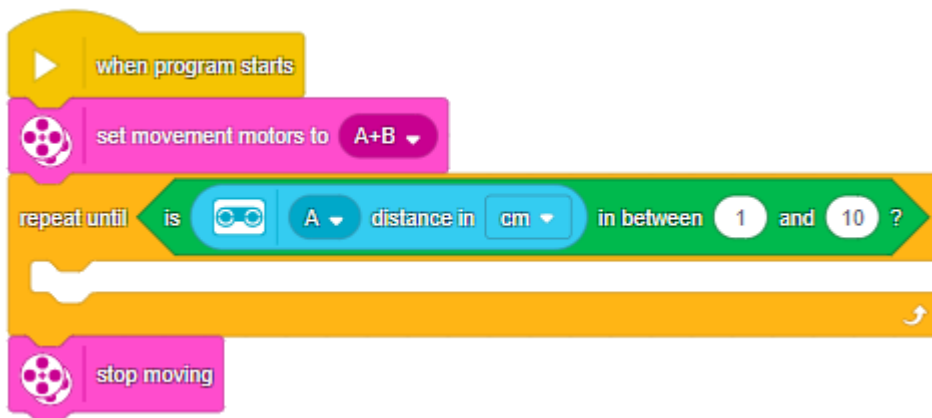 when program starts
set movement motors to A+B
repeat until is A distance in cm in between 1 and 10 ?
stop moving